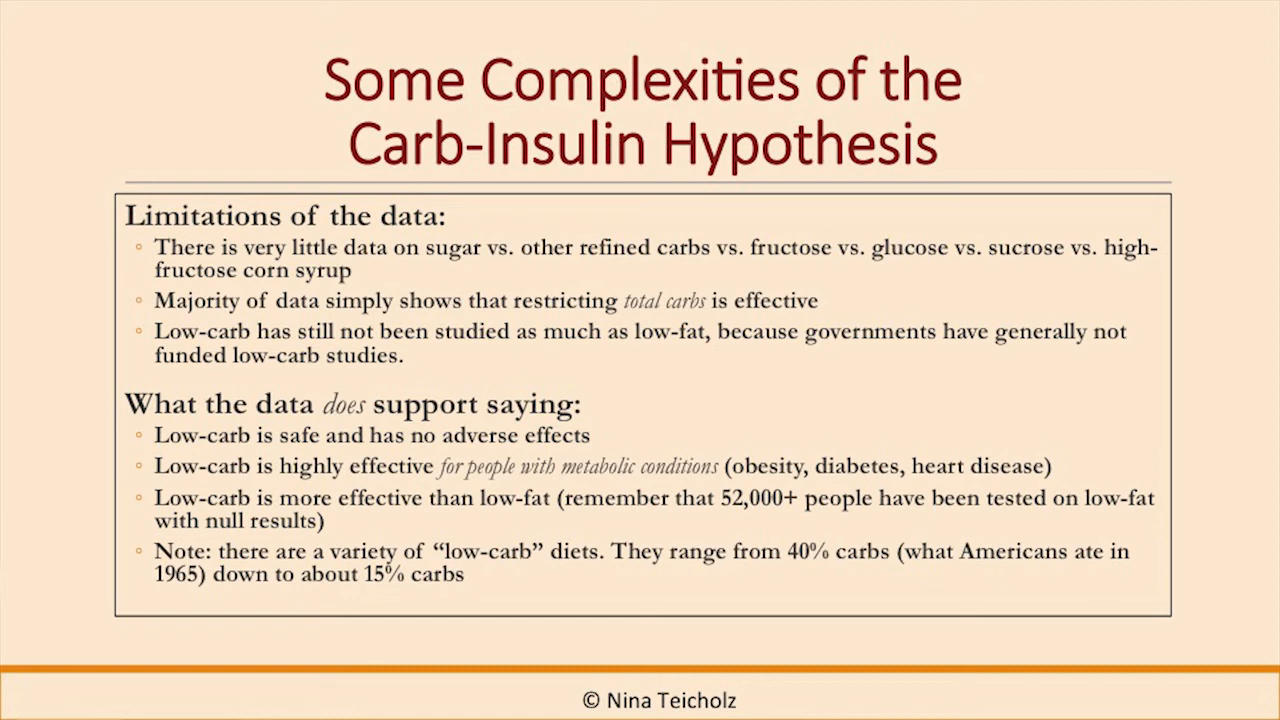 Some Complexities of the
Carb-Insulin Hypothesis
Limitations of the data:
◦ There is very little data on sugar vs. other refined carbs vs. fructose vs. glucose vs. sucrose vs. high-
fructose corn syrup
◦ Majority of data simply shows that restricting total carbs is effective
◦ Low-carb has still not been studied as much as low-fat, because governments have generally not
funded low-carb studies.
What the data does support saying:
◦ Low-carb is safe and has no adverse effects
◦ Low-carb is highly effective for people with metabolic conditions (obesity, diabetes, heart disease)
◦ Low-carb is more effective than low-fat (remember that 52,000+ people have been tested on low-fat
with null results)
◦ Note: there are a variety of “low-carb” diets. They range from 40% carbs (what Americans ate in
1965) down to about 15% carbs
© Nina Teicholz